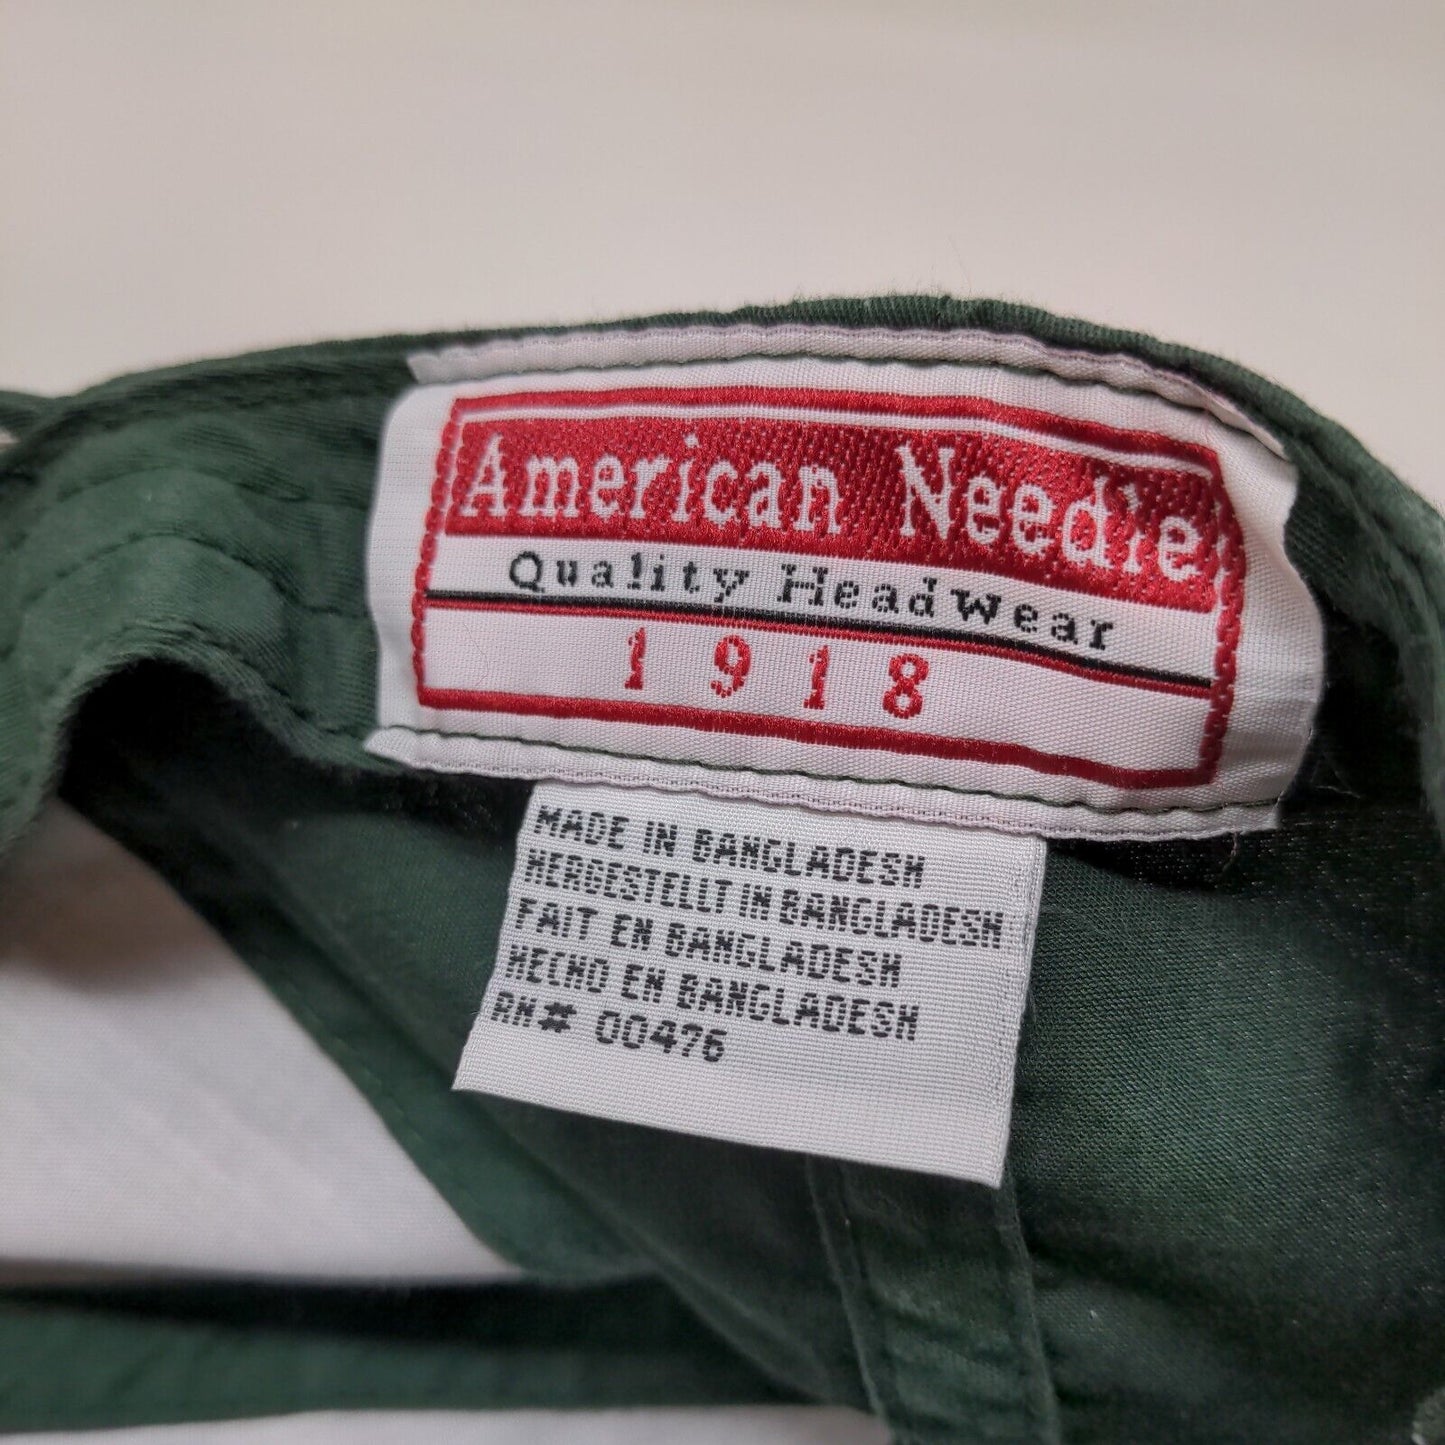 American Needle
Quality Headwear
1918
MADE IN BANGLADESH
HERGESTELLT IN BANGLADESH
FAIT EN BANGLADESH
HECHO EN BANGLADESH
RN# 00476